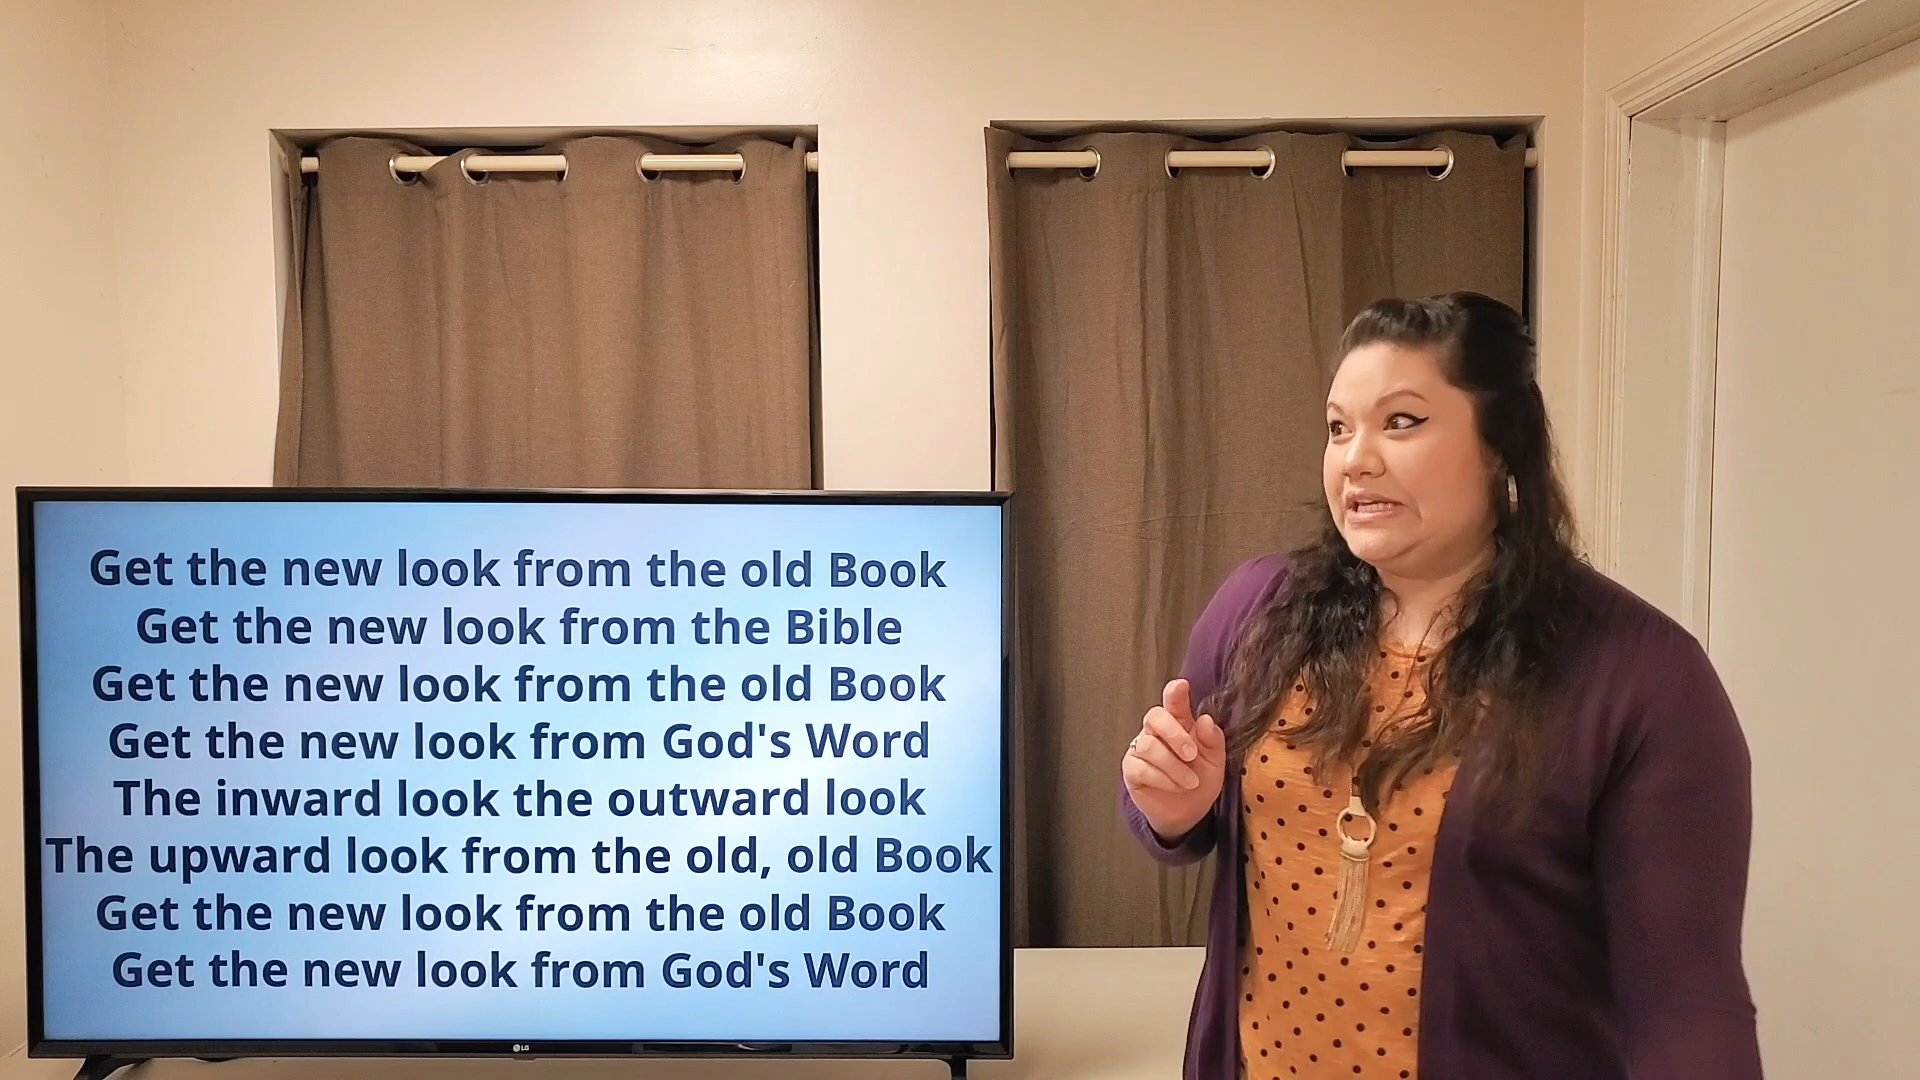 Get the new look from the old Book
Get the new look from the Bible
Get the new look from the old Book
Get the new look from God's Word
The inward look the outward look
The upward look from the old, old Book
Get the new look from the old Book
Get the new look from God's Word
LG